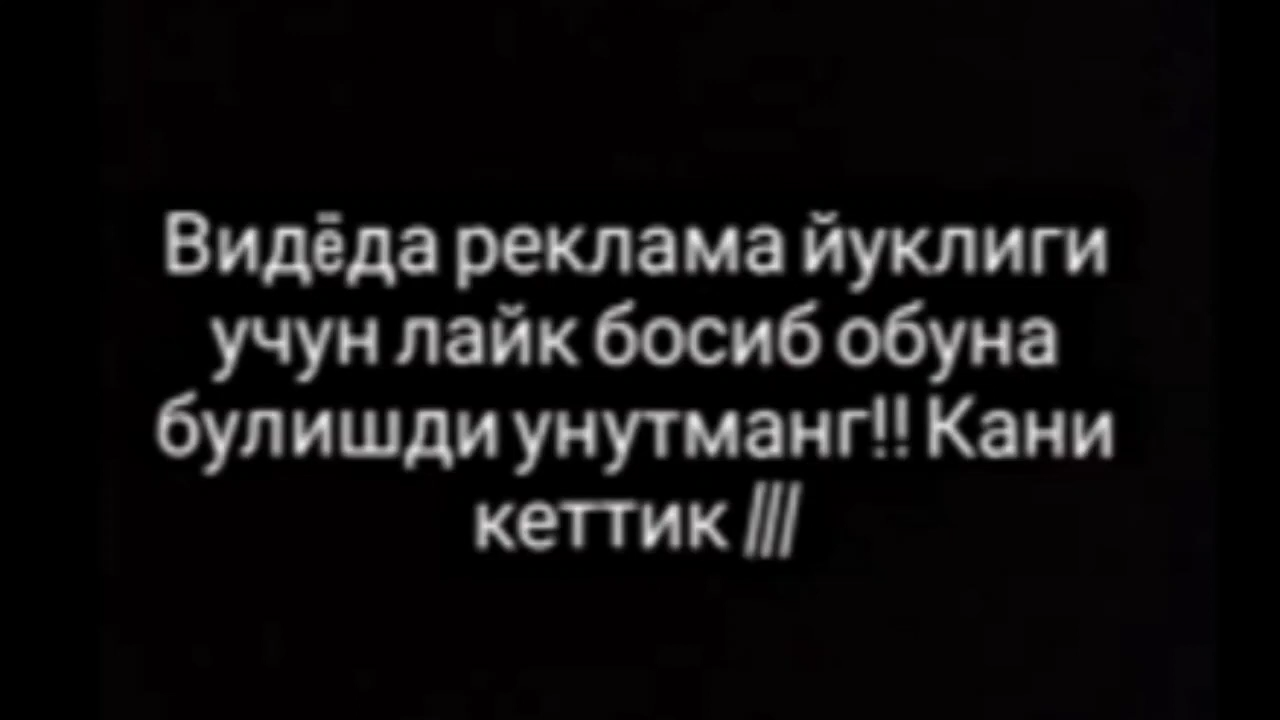 Видёда реклама йуклиги
учун лайк босиб обуна
булишди унутманг!! Кани
кеттик ///